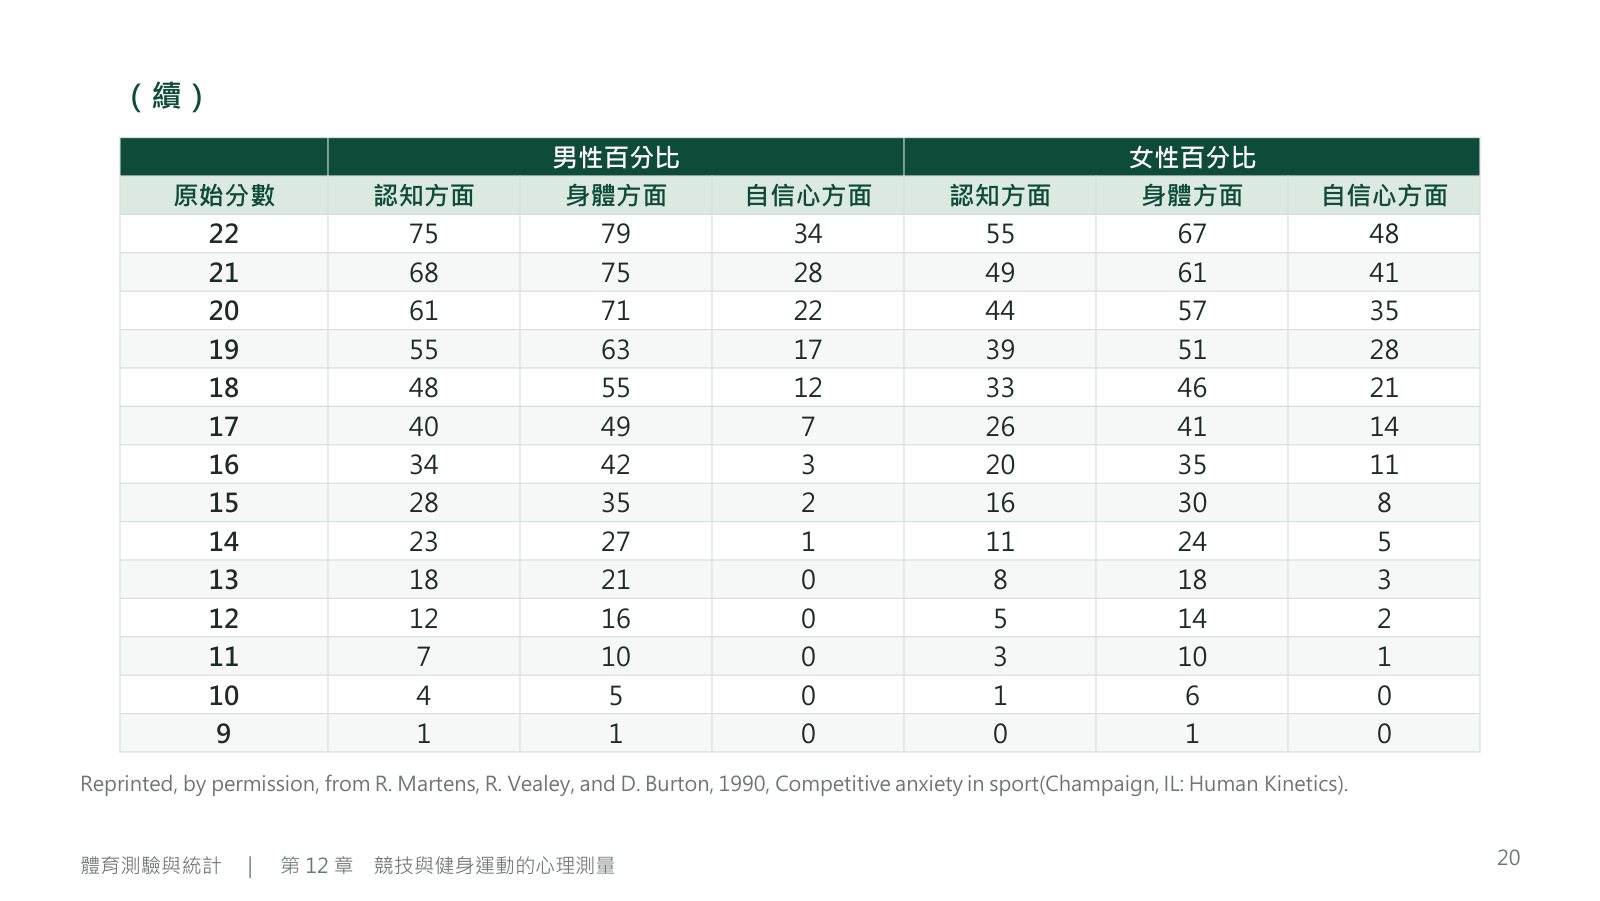 （續）
男性百分比 女性百分比
原始分數 認知方面 身體方面 自信心方面 認知方面 身體方面 自信心方面
22 75 79 34 55 67 48
21 68 75 28 49 61 41
20 61 71 22 44 57 35
19 55 63 17 39 51 28
18 48 55 12 33 46 21
17 40 49 7 26 41 14
16 34 42 3 20 35 11
15 28 35 2 16 30 8
14 23 27 1 11 24 5
13 18 21 0 8 18 3
12 12 16 0 5 14 2
11 7 10 0 3 10 1
10 4 5 0 1 6 0
9 1 1 0 0 1 0
Reprinted, by permission, from R. Martens, R. Vealey, and D. Burton, 1990, Competitive anxiety in sport(Champaign, IL: Human Kinetics).
體育測驗與統計 | 第 12 章 競技與健身運動的心理測量
20